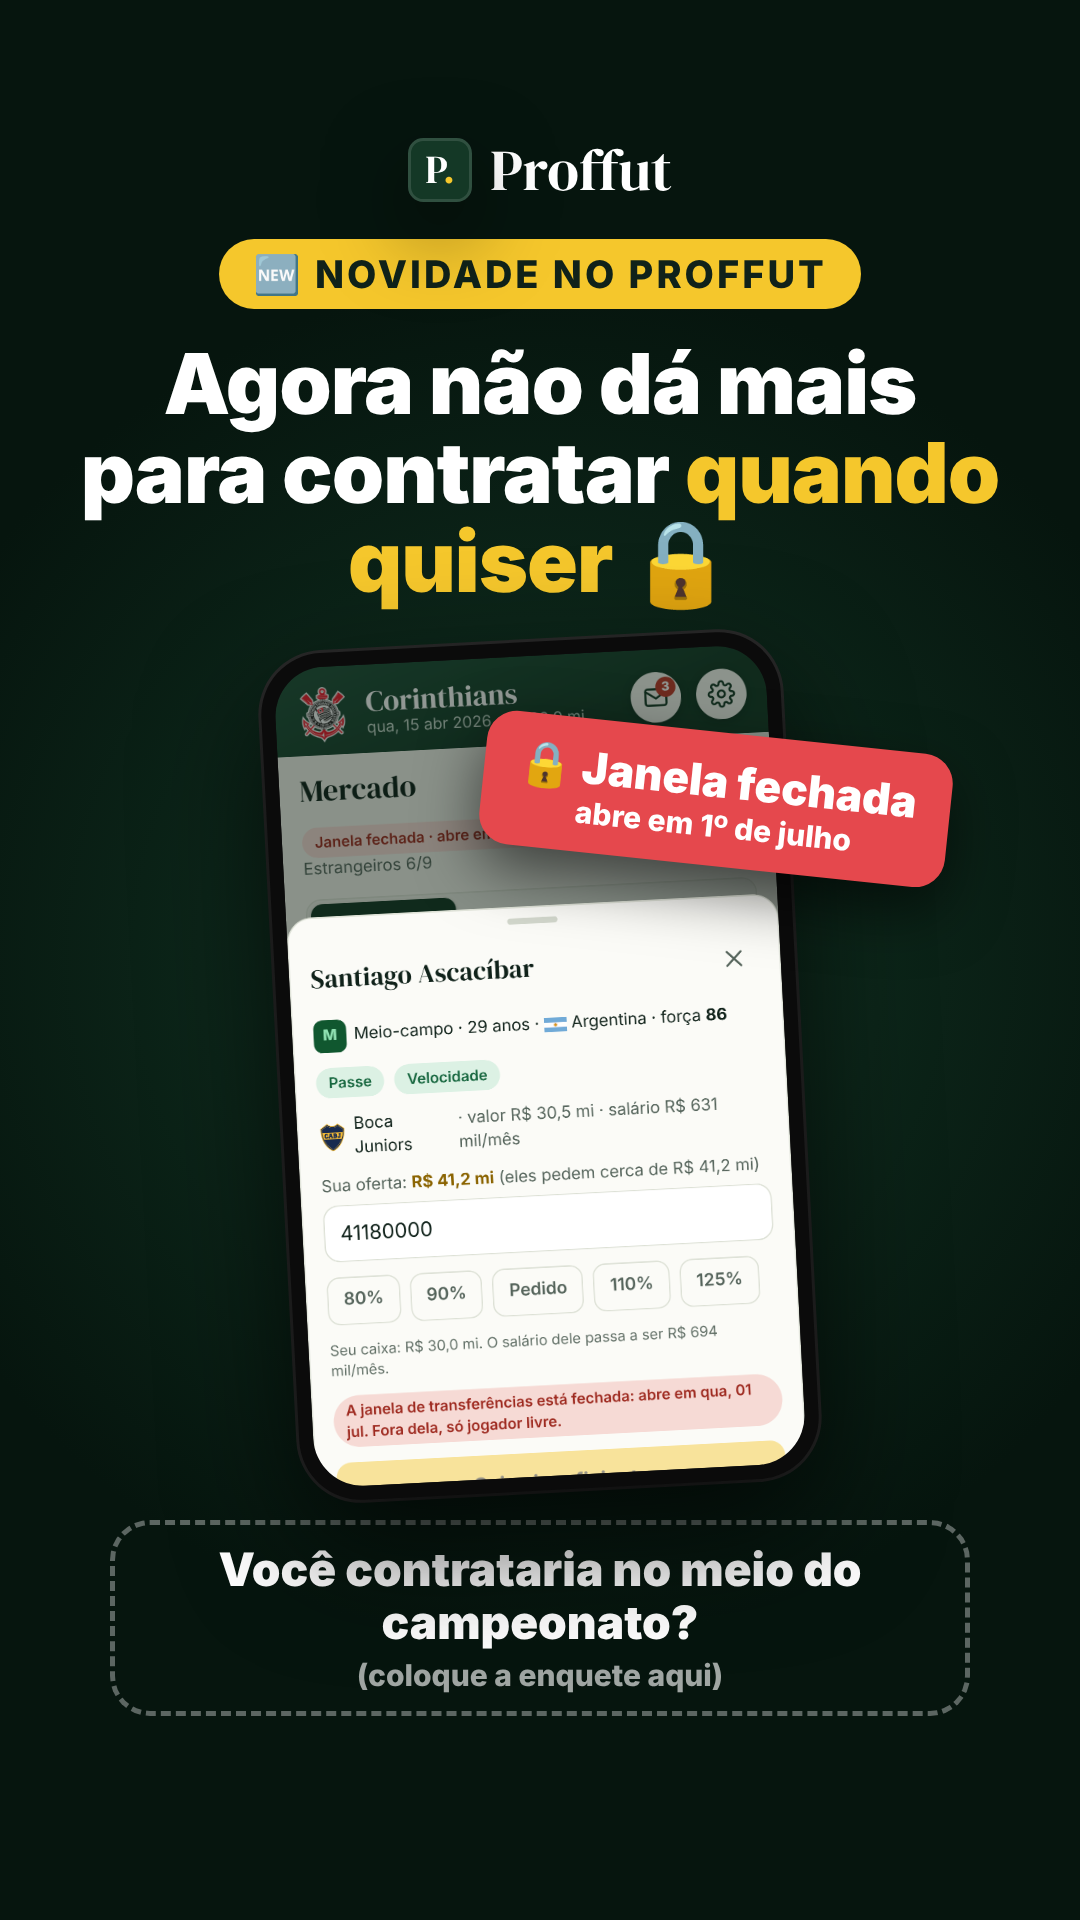 P.
Proffut
NEW NOVIDADE NO PROFFUT
Agora não dá mais
para contratar quando
quiser
Corinthians
3
qua, 15 abr 2026
Janela fechada
abre em 1º de julho
Mercado
Janela fechada · abre
Estrangeiros 6/9
Santiago Ascacíbar
M Meio-campo · 29 anos · Argentina · força 86
Passe Velocidade
CABJ
Boca
Juniors
· valor R$ 30,5 mi · salário R$ 631
mil/mês
Sua oferta: R$ 41,2 mi (eles pedem cerca de R$ 41,2 mi)
41180000
80% 90% Pedido 110% 125%
Seu caixa: R$ 30,0 mi. O salário dele passa a ser R$ 694
mil/mês.
A janela de transferências está fechada: abre em qua, 01
jul. Fora dela, só jogador livre.
Você contrataria no meio do
campeonato?
(coloque a enquete aqui)